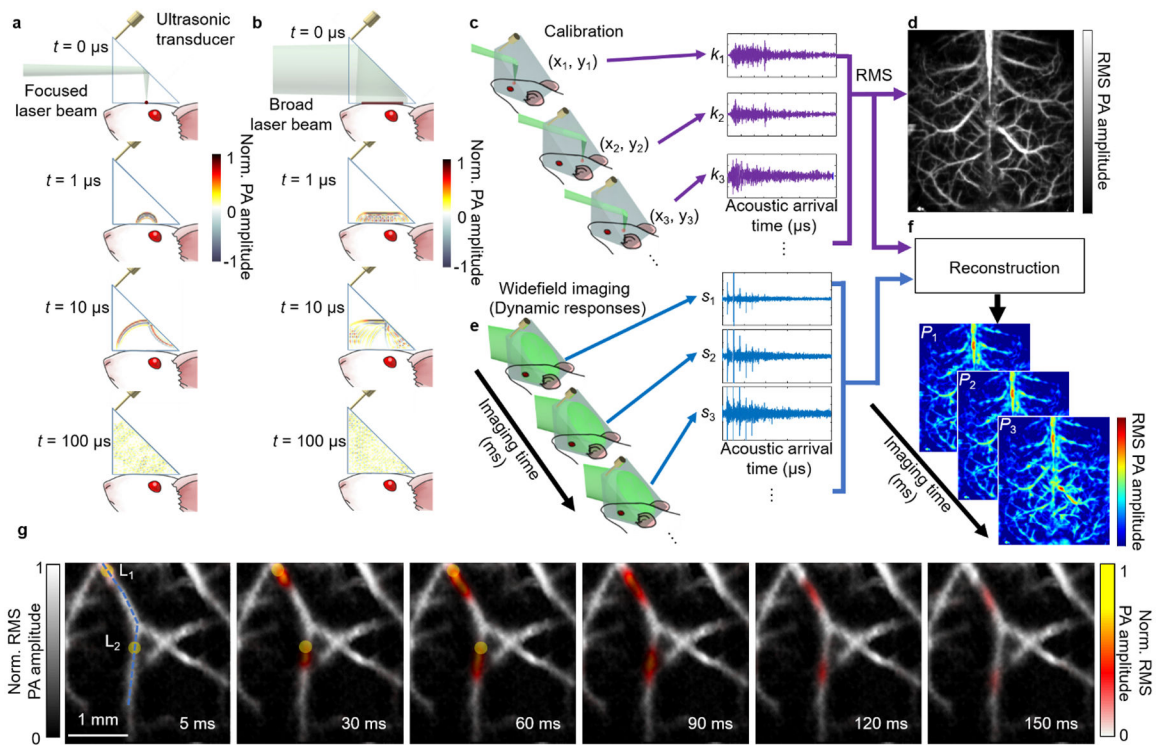 a
t = 0 μs
Ultrasonic
transducer
Focused
laser beam
t = 1 μs
t = 10 μs
t = 100 μs
1
0
-1
Norm. PA amplitude
b
t = 0 μs
Broad
laser beam
t = 1 μs
t = 10 μs
t = 100 μs
1
0
-1
Norm. PA amplitude
c
Calibration
(x1, y1)
(x2, y2)
(x3, y3)
k1
k2
k3
Acoustic arrival
time (μs)
⋮
...
RMS
d
RMS PA amplitude
e
Widefield imaging
(Dynamic responses)
s1
s2
s3
Acoustic arrival
time (μs)
⋮
...
Imaging time
(ms)
f
Reconstruction
P1
P2
P3
Imaging time
(ms)
RMS PA amplitude
g
1
0
Norm. RMS
PA amplitude
L1
L2
1 mm
5 ms
30 ms
60 ms
90 ms
120 ms
150 ms
1
0
Norm. RMS
PA amplitude